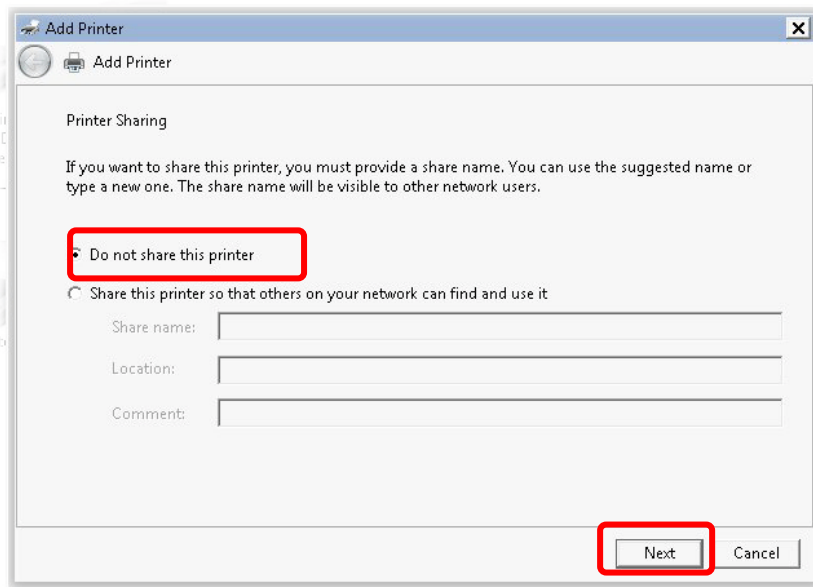 Add Printer
Add Printer
Printer Sharing
If you want to share this printer, you must provide a share name. You can use the suggested name or
type a new one. The share name will be visible to other network users.
Do not share this printer
Share this printer so that others on your network can find and use it
Share name:
Location:
Comment:
Next
Cancel